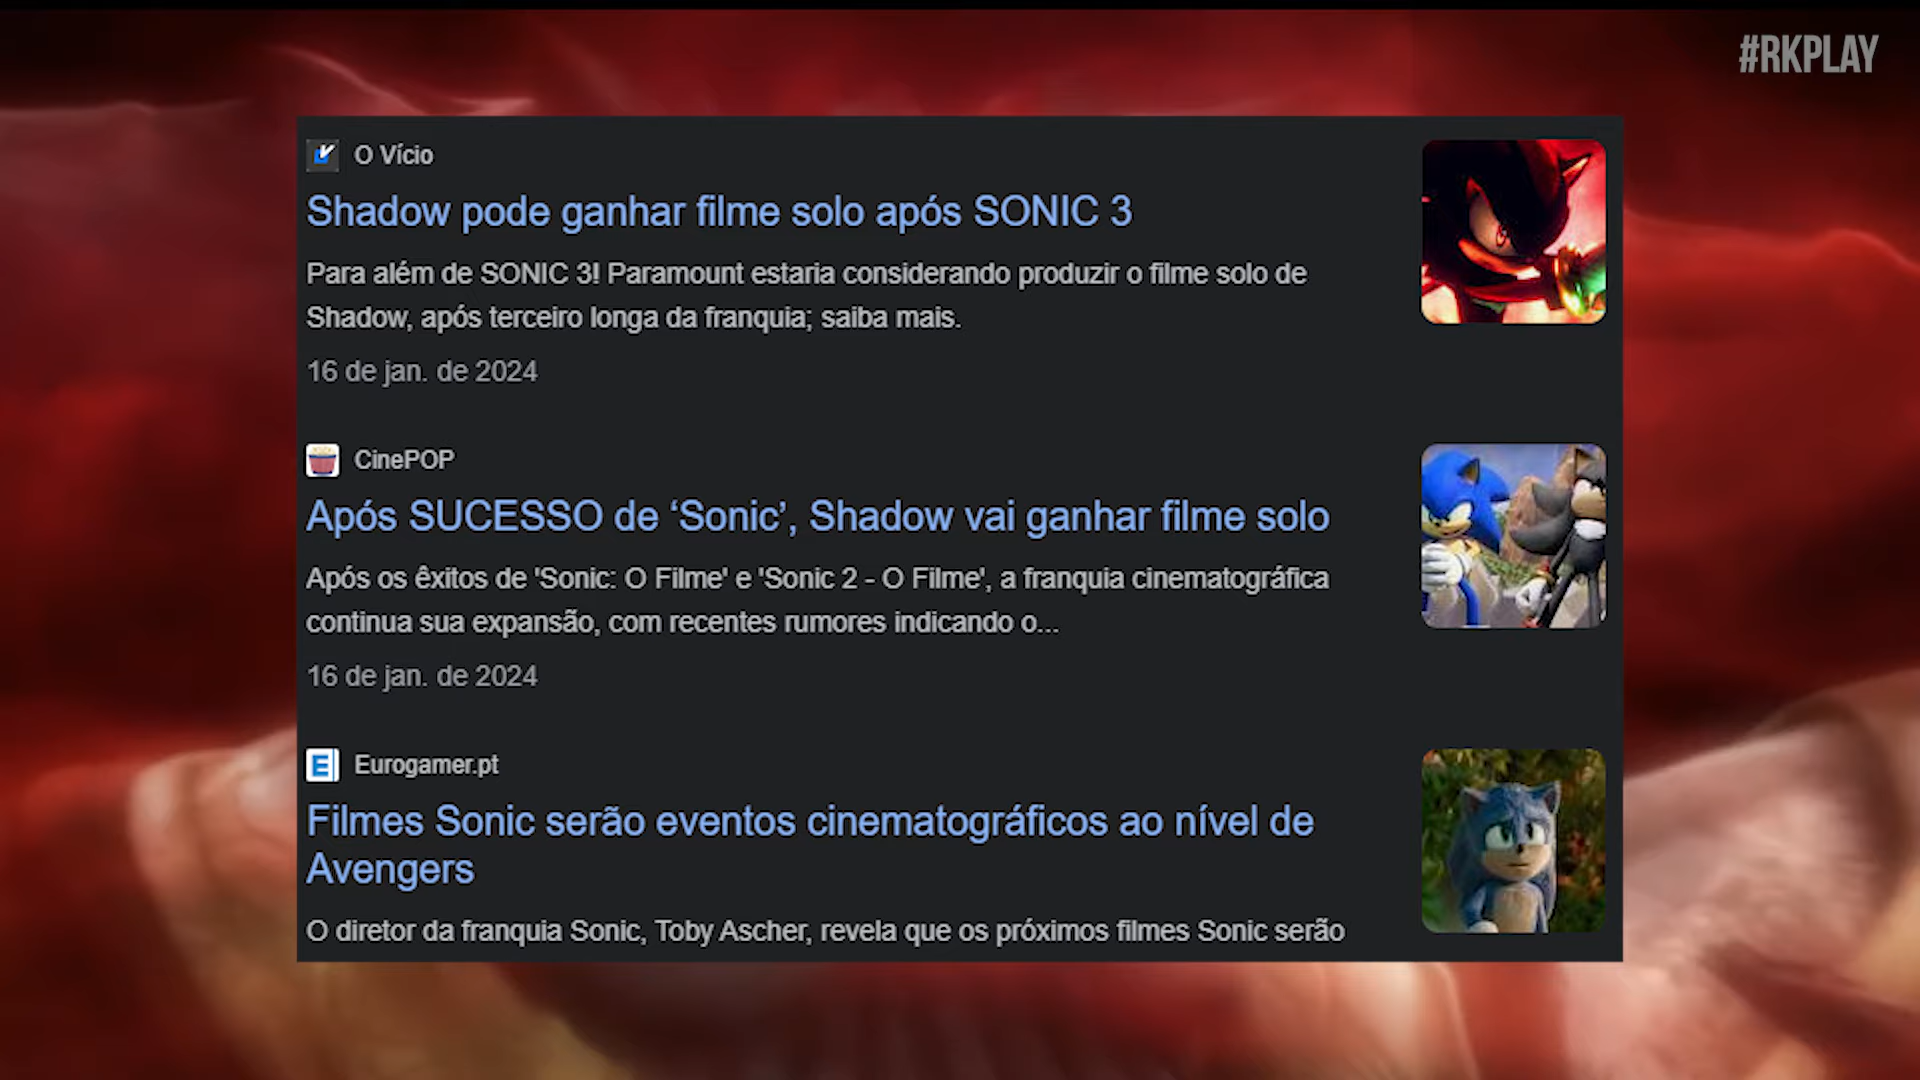 #RKPLAY
O Vício
Shadow pode ganhar filme solo após SONIC 3
Para além de SONIC 3! Paramount estaria considerando produzir o filme solo de
Shadow, após terceiro longa da franquia; saiba mais.
16 de jan. de 2024
CinePOP
Após SUCESSO de ‘Sonic’, Shadow vai ganhar filme solo
Após os êxitos de 'Sonic: O Filme' e 'Sonic 2 - O Filme', a franquia cinematográfica
continua sua expansão, com recentes rumores indicando o...
16 de jan. de 2024
E
Eurogamer.pt
Filmes Sonic serão eventos cinematográficos ao nível de
Avengers
O diretor da franquia Sonic, Toby Ascher, revela que os próximos filmes Sonic serão